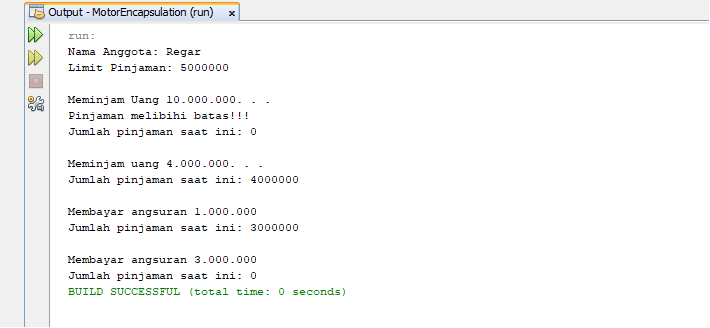 Output - MotorEncapsulation (run) ×
run:
Nama Anggota: Regar
Limit Pinjaman: 5000000
Meminjam Uang 10.000.000. . .
Pinjaman melibihi batas!!!
Jumlah pinjaman saat ini: 0
Meminjam uang 4.000.000. . .
Jumlah pinjaman saat ini: 4000000
Membayar angsuran 1.000.000
Jumlah pinjaman saat ini: 3000000
Membayar angsuran 3.000.000
Jumlah pinjaman saat ini: 0
BUILD SUCCESSFUL (total time: 0 seconds)